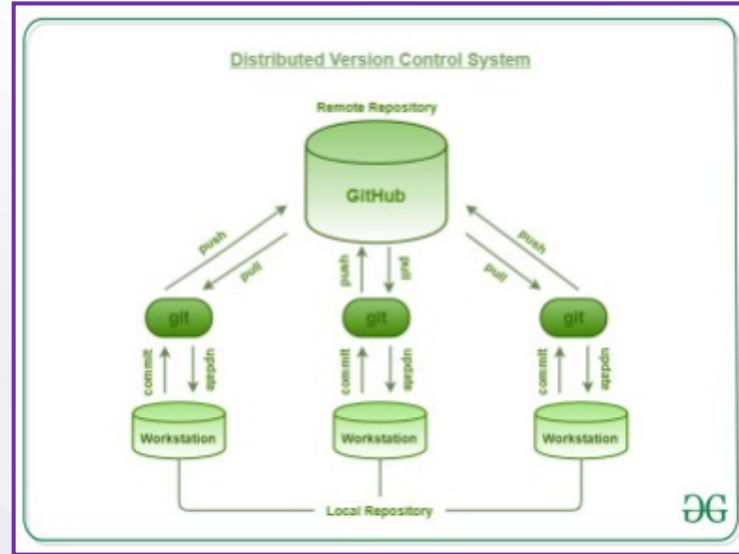 Distributed Version Control System
Remote Repository
GitHub
push
pull
push
pull
push
pull
git
git
git
commit
update
commit
update
commit
update
Workstation
Workstation
Workstation
Local Repository